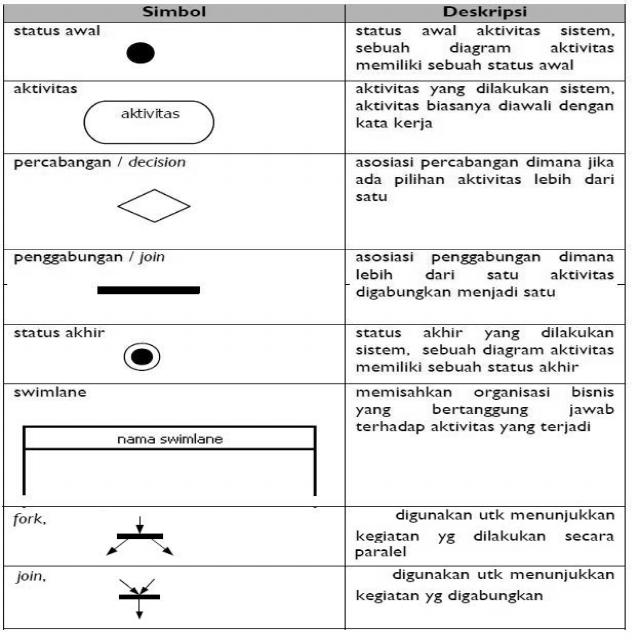 Simbol
Deskripsi
status awal
status awal aktivitas sistem,
sebuah diagram aktivitas
memiliki sebuah status awal
aktivitas
aktivitas
aktivitas yang dilakukan sistem,
aktivitas biasanya diawali dengan
kata kerja
percabangan / decision
asosiasi percabangan dimana jika
ada pilihan aktivitas lebih dari
satu
penggabungan / join
asosiasi penggabungan dimana
lebih dari satu aktivitas
digabungkan menjadi satu
status akhir
status akhir yang dilakukan
sistem, sebuah diagram aktivitas
memiliki sebuah status akhir
swimlane
nama swimlane
memisahkan organisasi bisnis
yang bertanggung jawab
terhadap aktivitas yang terjadi
fork,
digunakan utk menunjukkan
kegiatan yg dilakukan secara
paralel
join,
digunakan utk menunjukkan
kegiatan yg digabungkan